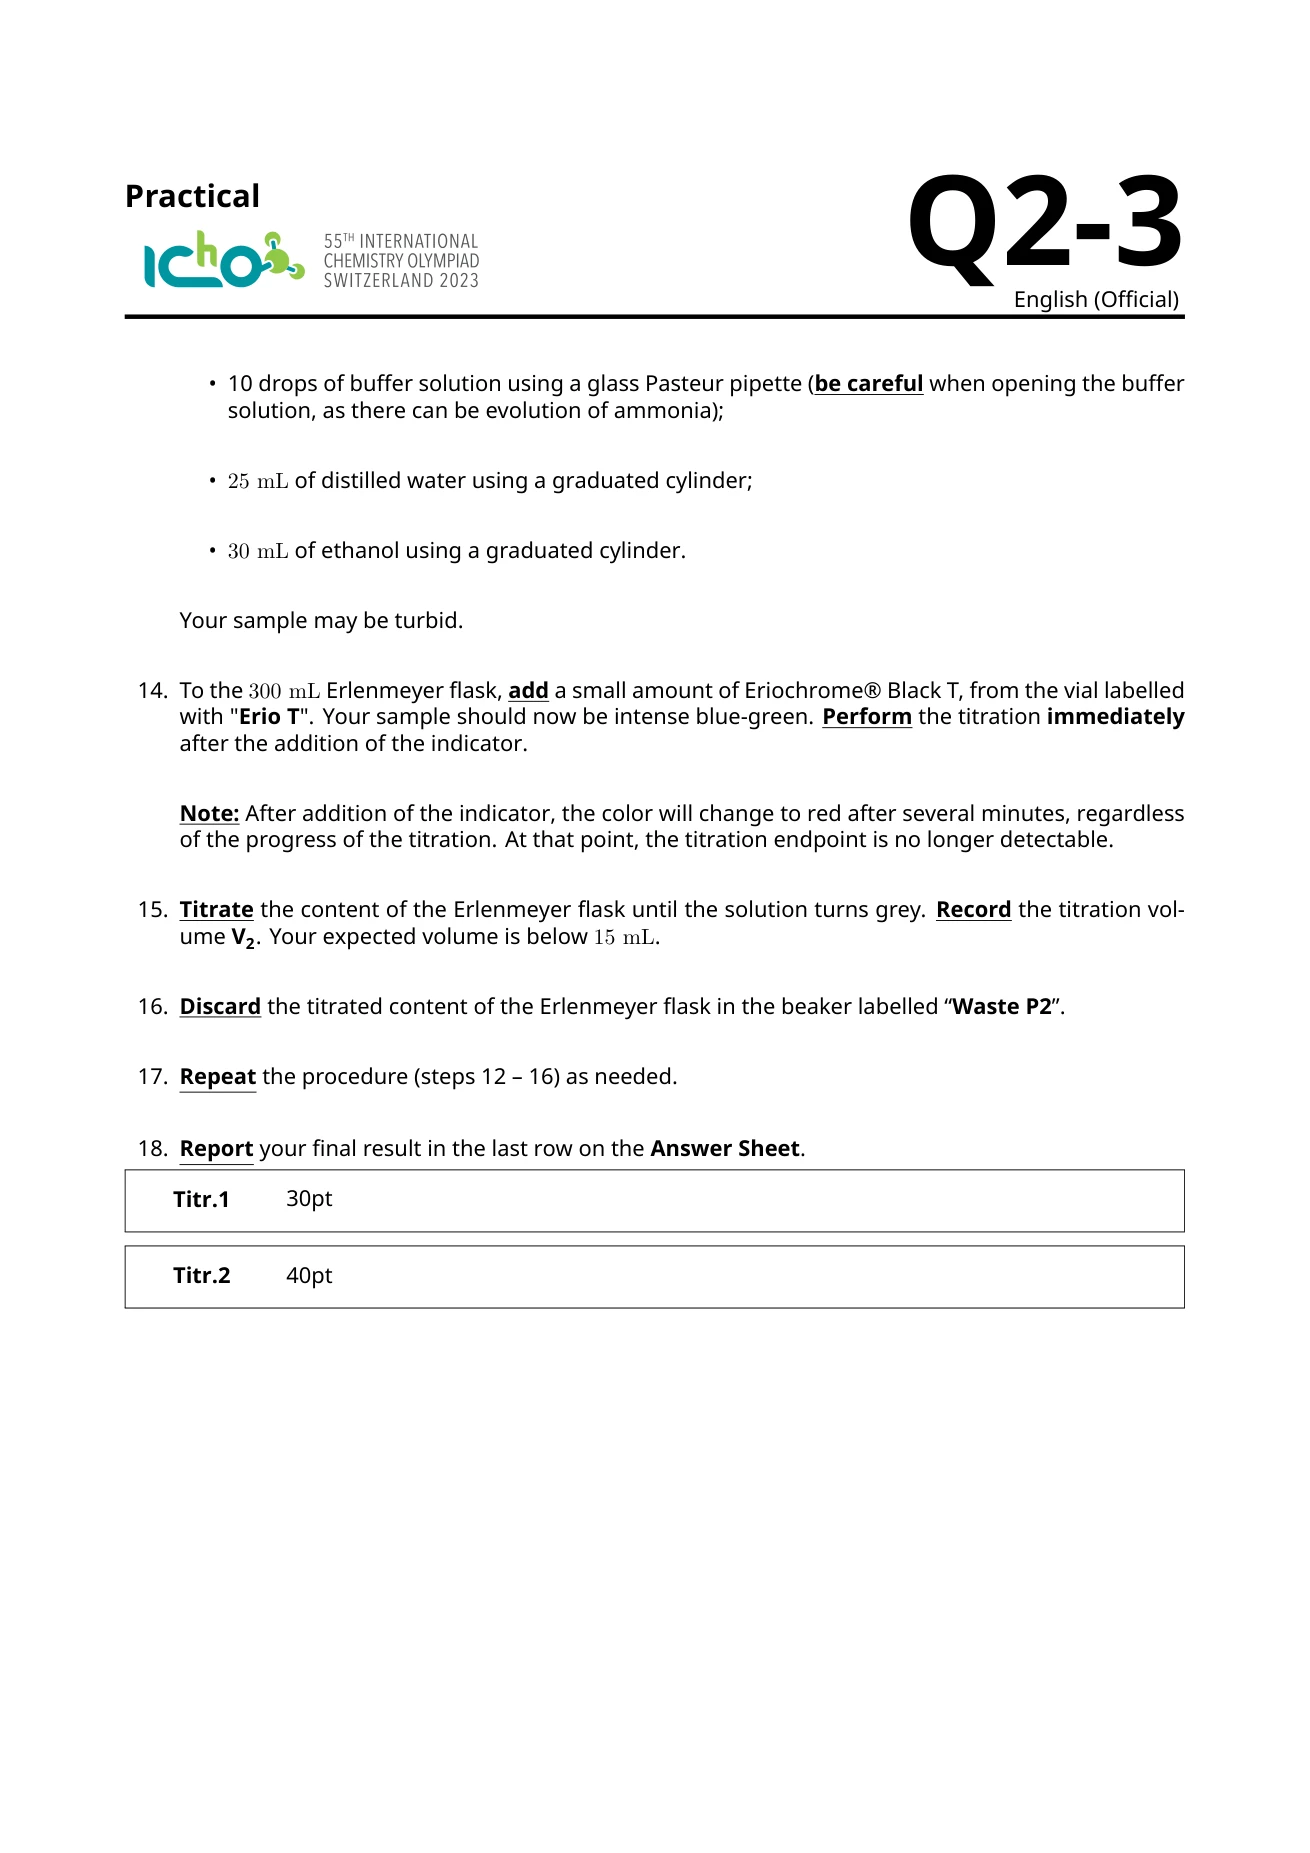 Practical
IChO
55TH INTERNATIONAL
CHEMISTRY OLYMPIAD
SWITZERLAND 2023
Q2-3
English (Official)
• 10 drops of buffer solution using a glass Pasteur pipette (be careful when opening the buffer
solution, as there can be evolution of ammonia);
• 25 mL of distilled water using a graduated cylinder;
• 30 mL of ethanol using a graduated cylinder.
Your sample may be turbid.
14. To the 300 mL Erlenmeyer flask, add a small amount of Eriochrome® Black T, from the vial labelled
with "Erio T". Your sample should now be intense blue-green. Perform the titration immediately
after the addition of the indicator.
Note: After addition of the indicator, the color will change to red after several minutes, regardless
of the progress of the titration. At that point, the titration endpoint is no longer detectable.
15. Titrate the content of the Erlenmeyer flask until the solution turns grey. Record the titration vol-
ume V2. Your expected volume is below 15 mL.
16. Discard the titrated content of the Erlenmeyer flask in the beaker labelled “Waste P2”.
17. Repeat the procedure (steps 12 – 16) as needed.
18. Report your final result in the last row on the Answer Sheet.
Titr.1 30pt
Titr.2 40pt